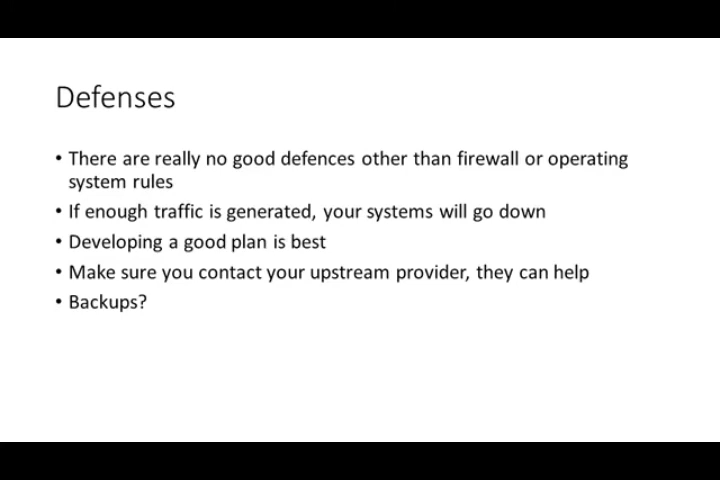 Defenses
• There are really no good defences other than firewall or operating
system rules
• If enough traffic is generated, your systems will go down
• Developing a good plan is best
• Make sure you contact your upstream provider, they can help
• Backups?